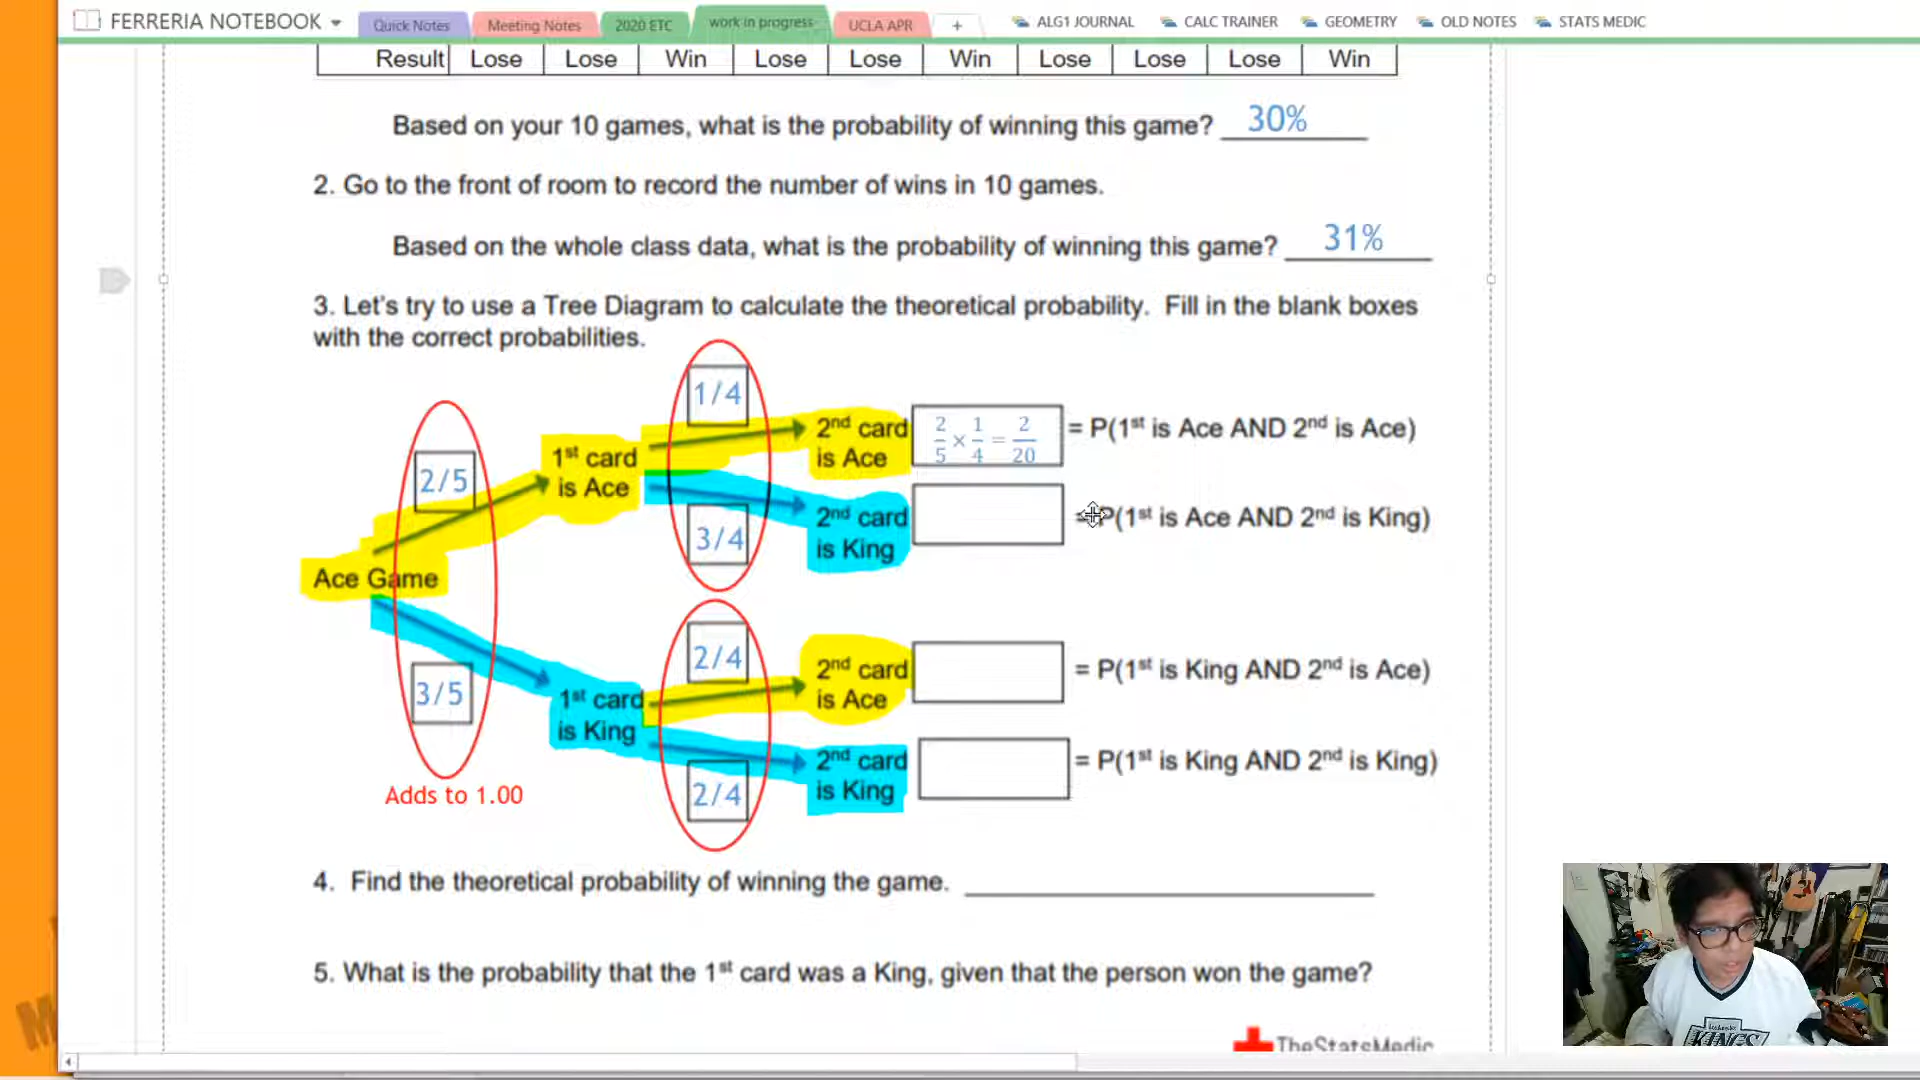 FERRERIA NOTEBOOK
Quick Notes
Meeting Notes
2020 ETC
work in progress
UCLA APR
+
ALG1 JOURNAL
CALC TRAINER
GEOMETRY
OLD NOTES
STATS MEDIC
Result Lose Lose Win Lose Lose Win Lose Lose Lose Win
Based on your 10 games, what is the probability of winning this game? 30%
2. Go to the front of room to record the number of wins in 10 games.
Based on the whole class data, what is the probability of winning this game? 31%
3. Let's try to use a Tree Diagram to calculate the theoretical probability. Fill in the blank boxes
with the correct probabilities.
1/4
2nd card
is Ace
2/5 × 1/4 = 2/20
= P(1st is Ace AND 2nd is Ace)
2/5
1st card
is Ace
3/4
2nd card
is King
= P(1st is Ace AND 2nd is King)
Ace Game
2/4
2nd card
is Ace
= P(1st is King AND 2nd is Ace)
3/5
1st card
is King
2/4
2nd card
is King
= P(1st is King AND 2nd is King)
Adds to 1.00
4. Find the theoretical probability of winning the game.
5. What is the probability that the 1st card was a King, given that the person won the game?
TheStatsMedic
KINGS